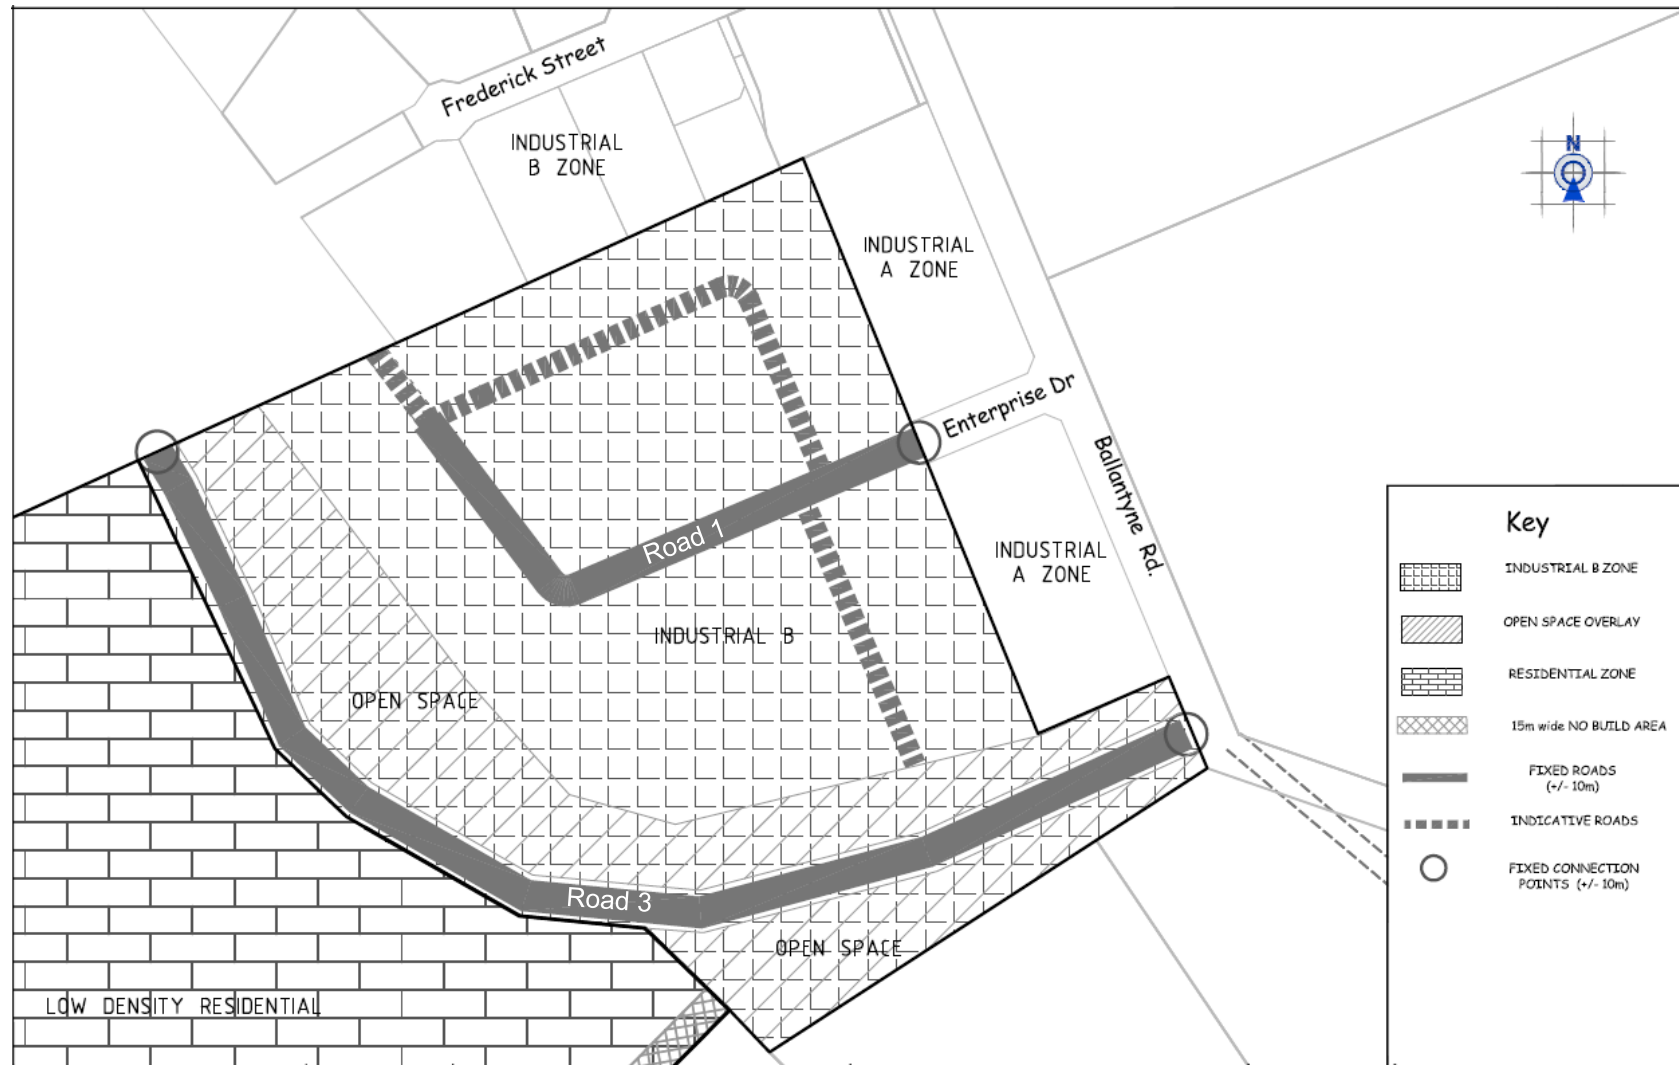 Frederick Street
INDUSTRIAL
B ZONE
N
INDUSTRIAL
A ZONE
Enterprise Dr
Ballantyne Rd.
Road 1
INDUSTRIAL
A ZONE
INDUSTRIAL B
OPEN SPACE
Road 3
OPEN SPACE
LOW DENSITY RESIDENTIAL
Key
INDUSTRIAL B ZONE
OPEN SPACE OVERLAY
RESIDENTIAL ZONE
15m wide NO BUILD AREA
FIXED ROADS
(+/- 10m)
INDICATIVE ROADS
FIXED CONNECTION
POINTS (+/- 10m)